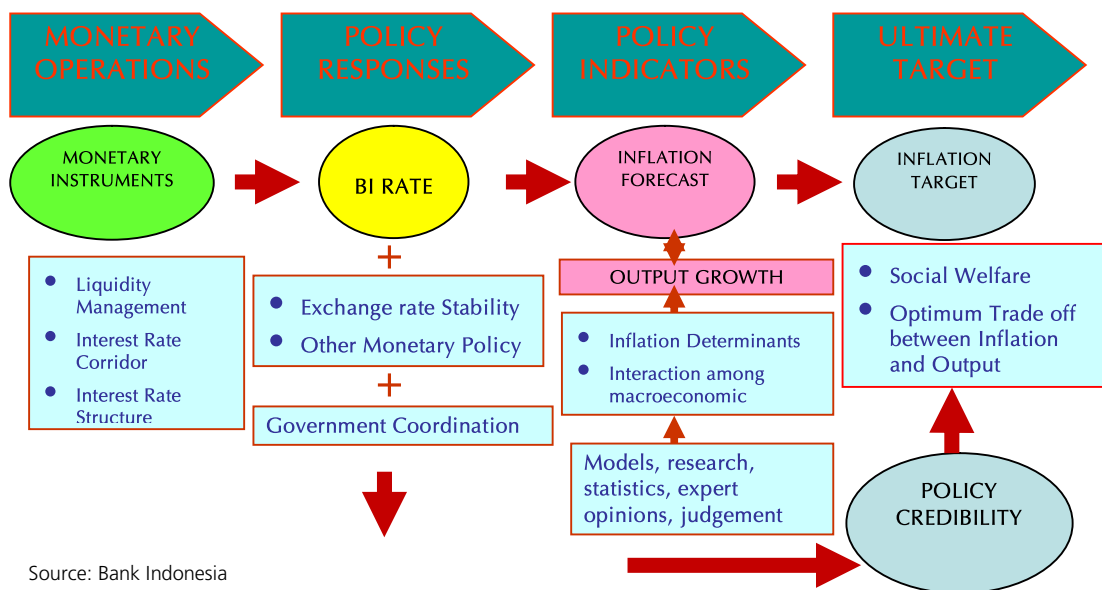 MONETARY
OPERATIONS
POLICY
RESPONSES
POLICY
INDICATORS
ULTIMATE
TARGET
MONETARY
INSTRUMENTS
BI RATE
INFLATION
FORECAST
INFLATION
TARGET
• Liquidity
Management
• Interest Rate
Corridor
• Interest Rate
Structure
+
• Exchange rate Stability
• Other Monetary Policy
+
Government Coordination
OUTPUT GROWTH
• Inflation Determinants
• Interaction among
macroeconomic
Models, research,
statistics, expert
opinions, judgement
• Social Welfare
• Optimum Trade off
between Inflation
and Output
POLICY
CREDIBILITY
Source: Bank Indonesia